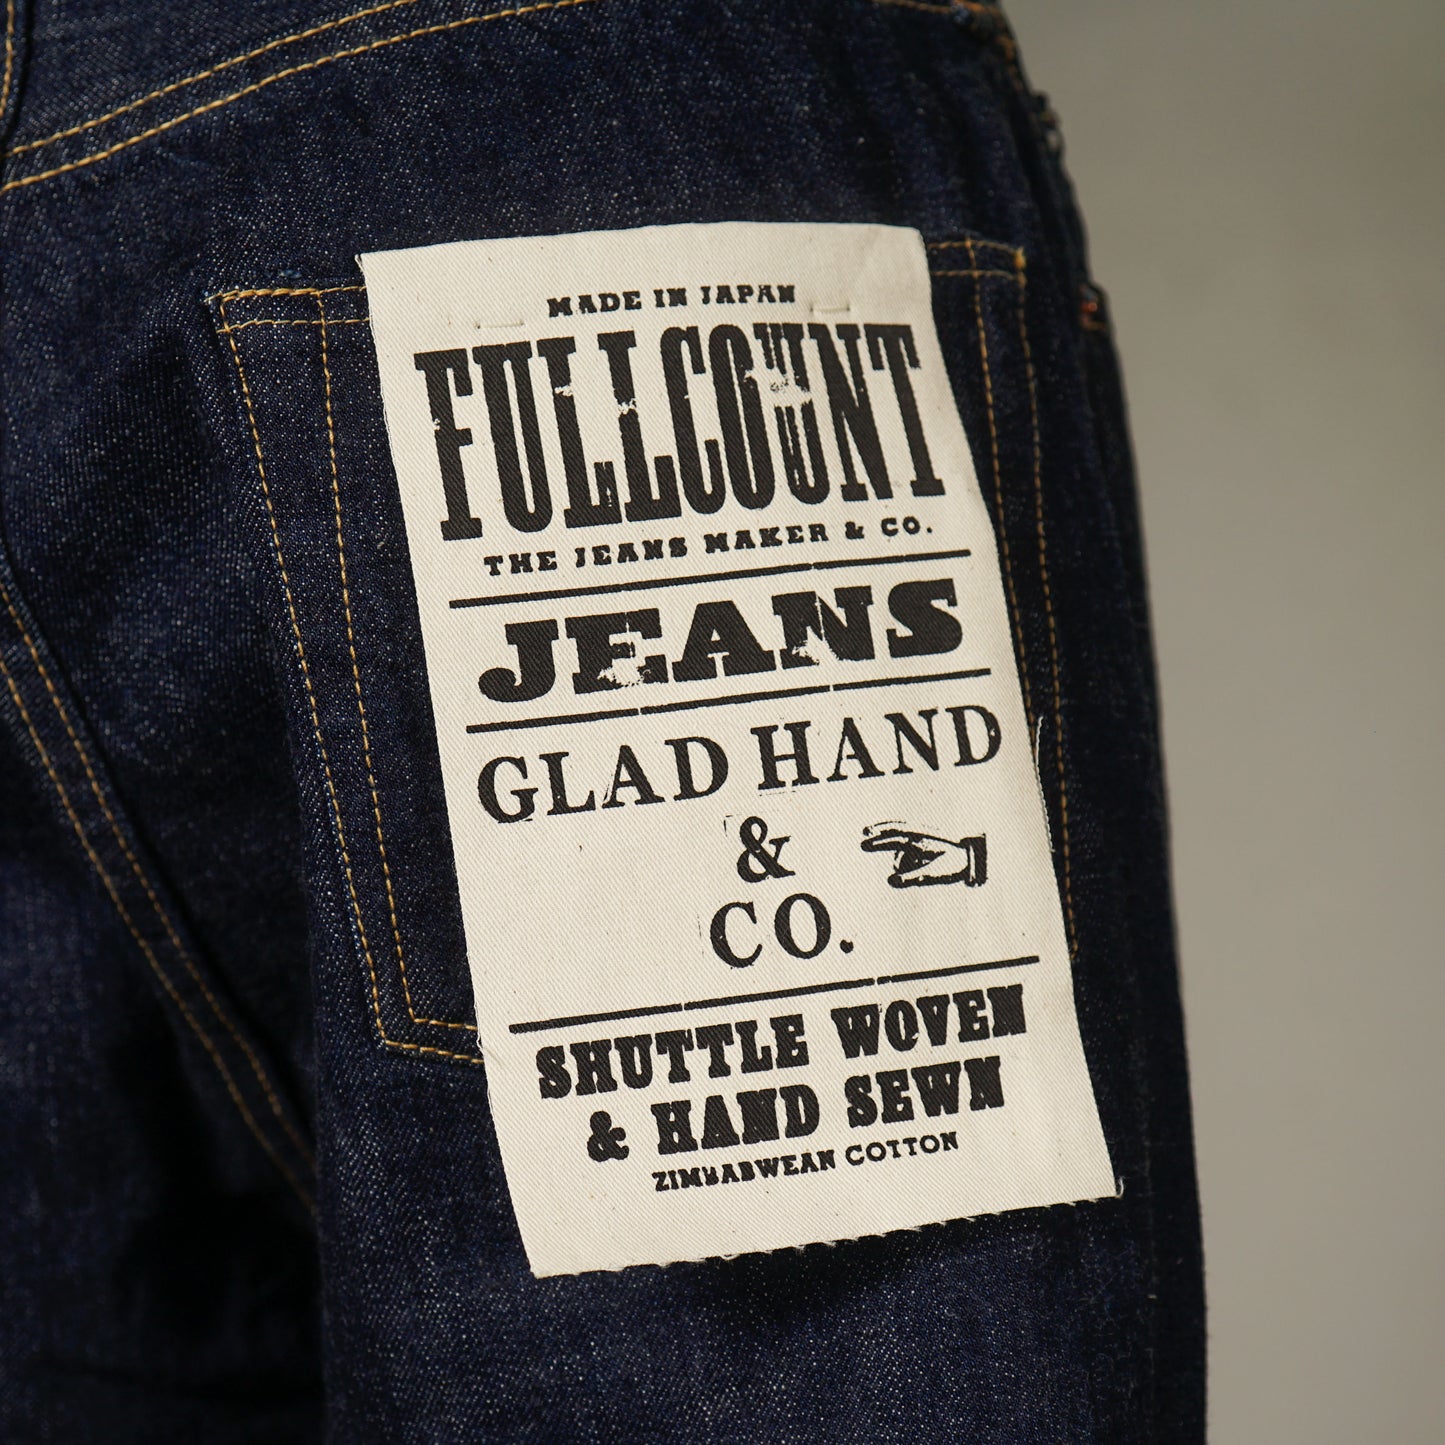 MADE IN JAPAN
FULLCOUNT
THE JEANS MAKER & CO.
JEANS
GLAD HAND
&
CO.
SHUTTLE WOVEN
& HAND SEWN
ZIMBABWEAN COTTON